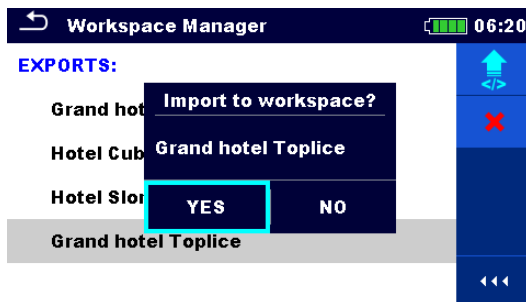 Workspace Manager
06:20
EXPORTS:
</>
Grand hot
Hotel Cub
Hotel Slo
Grand hotel Toplice
Import to workspace?
Grand hotel Toplice
YES NO